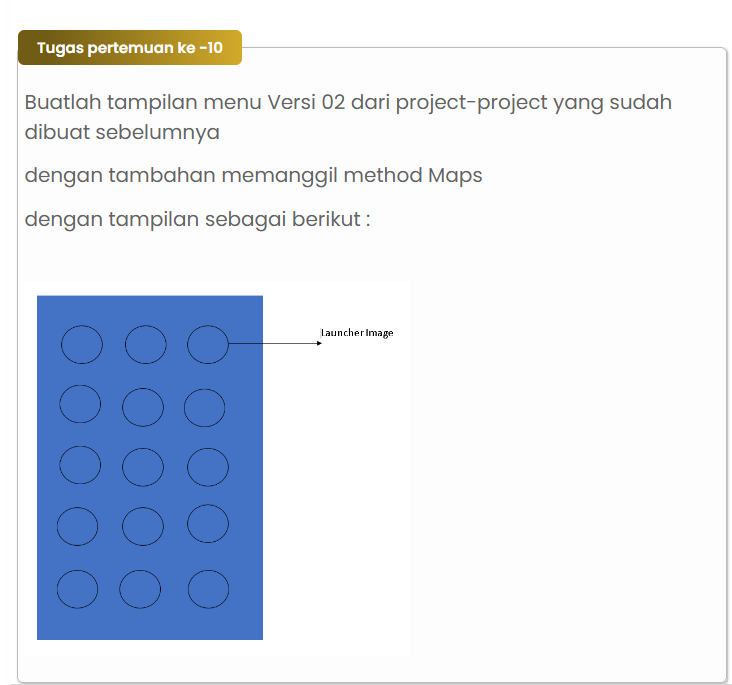 Tugas pertemuan ke -10
Buatlah tampilan menu Versi 02 dari project-project yang sudah
dibuat sebelumnya
dengan tambahan memanggil method Maps
dengan tampilan sebagai berikut :
Launcher Image